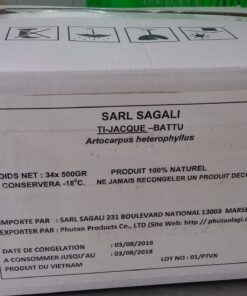 SARL SAGALI
TI-JACQUE –BATTU
Artocarpus heterophyllus
OIDS NET : 34x 500GR PRODUIT 100% NATUREL
CONSERVERA -18°C. NE JAMAIS RECONGELER UN PRODUIT DECO
IMPORTE PAR : SARL SAGALI 231 BOULEVARD NATIONAL 13003 MARSE
EXPORTER PAR : Phutan Products Co., LTD ( Site Web: http://phutanlagi.
DATE DE CONGELATION : 03/08/2016
A CONSOMMER JUSQU'AU : 03/08/2018
PRODUIT DU VIETNAM LOT NO : 01/PTVN